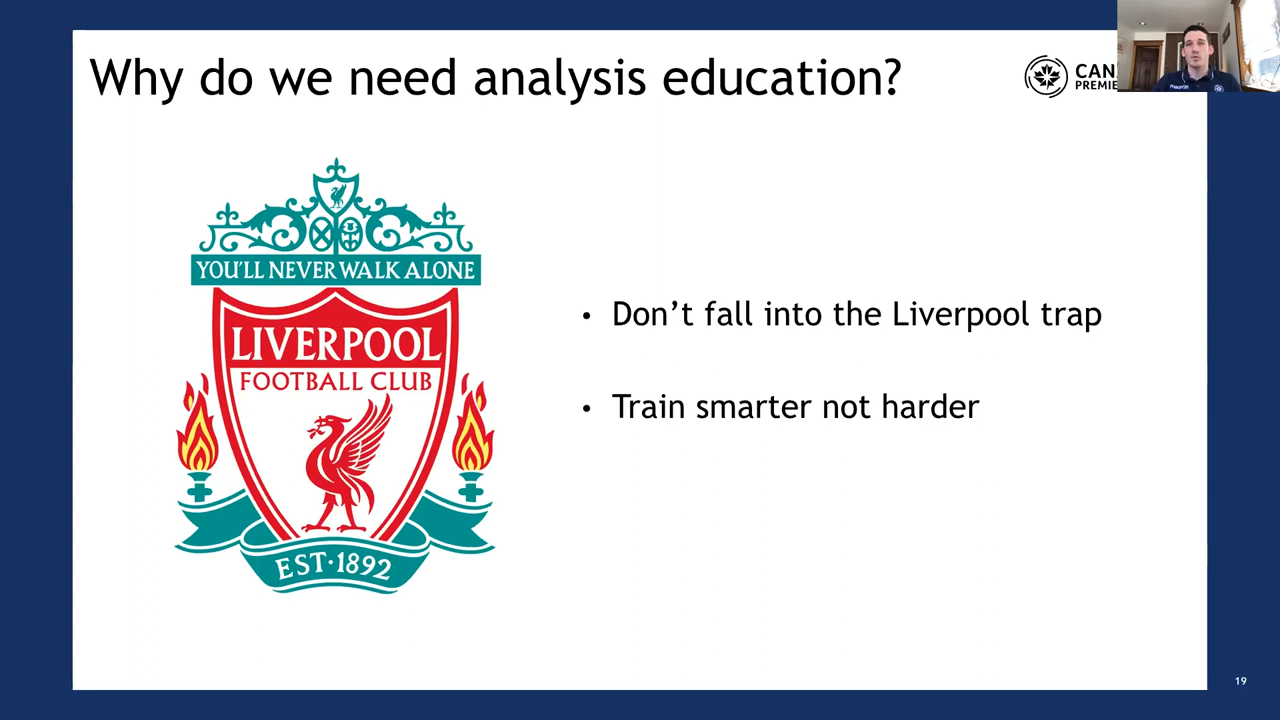 Why do we need analysis education?
CAN
PREMIE
YOU'LL NEVER WALK ALONE
LIVERPOOL
FOOTBALL CLUB
EST·1892
• Don't fall into the Liverpool trap
• Train smarter not harder
19